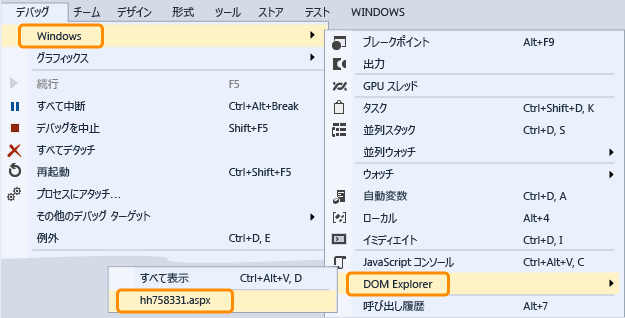 デバッグ チーム デザイン 形式 ツール ストア テスト WINDOWS
Windows
グラフィックス
続行 F5
すべて中断 Ctrl+Alt+Break
デバッグを中止 Shift+F5
すべてデタッチ
再起動 Ctrl+Shift+F5
プロセスにアタッチ...
その他のデバッグ ターゲット
例外 Ctrl+D, E
ブレークポイント Alt+F9
出力
GPU スレッド
タスク Ctrl+Shift+D, K
並列スタック Ctrl+D, S
並列ウォッチ
ウォッチ
自動変数 Ctrl+D, A
ローカル Alt+4
イミディエイト Ctrl+D, I
JavaScript コンソール Ctrl+Alt+V, C
DOM Explorer
呼び出し履歴 Alt+7
すべて表示 Ctrl+Alt+V, D
hh758331.aspx